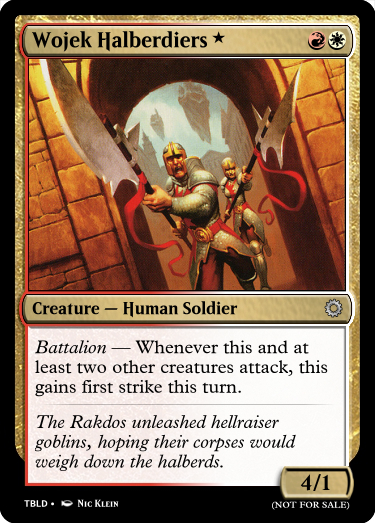 Wojek Halberdiers ★
Creature — Human Soldier
Battalion — Whenever this and at
least two other creatures attack, this
gains first strike this turn.
The Rakdos unleashed hellraiser
goblins, hoping their corpses would
weigh down the halberds.
4/1
TBLD • Nic Klein
(NOT FOR SALE)